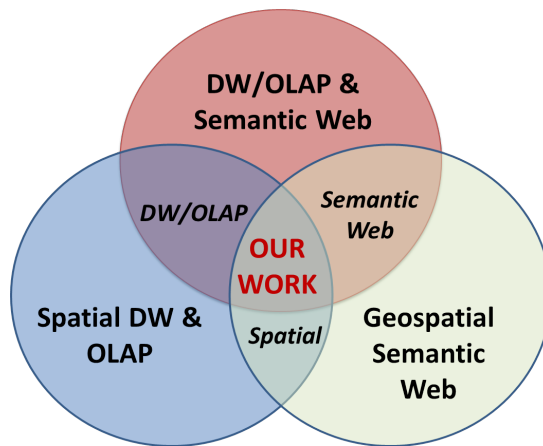 DW/OLAP &
Semantic Web
DW/OLAP
Semantic
Web
OUR
WORK
Spatial DW &
OLAP
Spatial
Geospatial
Semantic
Web